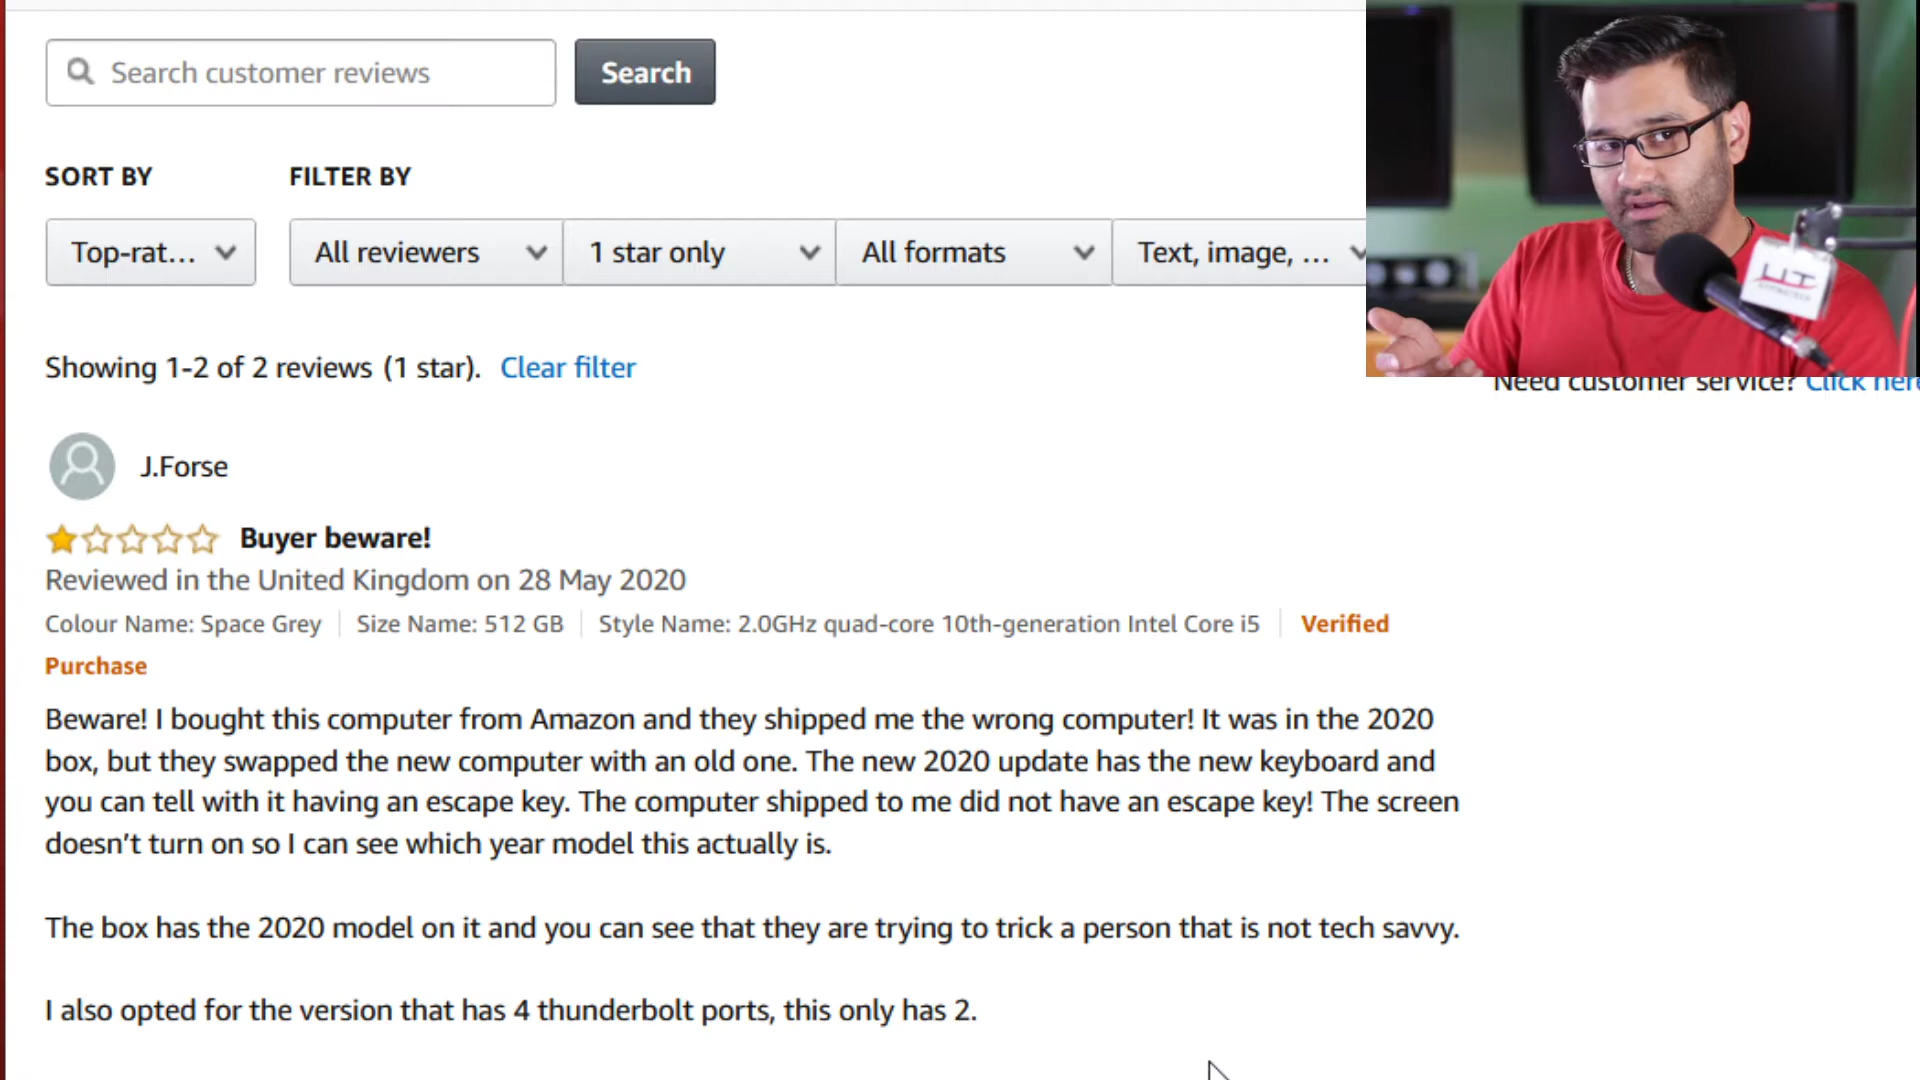 Search customer reviews
Search
SORT BY
FILTER BY
Top-rat...
All reviewers
1 star only
All formats
Text, image, ...
Showing 1-2 of 2 reviews (1 star). Clear filter
Need customer service? Click here
J.Forse
Buyer beware!
Reviewed in the United Kingdom on 28 May 2020
Colour Name: Space Grey | Size Name: 512 GB | Style Name: 2.0GHz quad-core 10th-generation Intel Core i5 | Verified
Purchase
Beware! I bought this computer from Amazon and they shipped me the wrong computer! It was in the 2020
box, but they swapped the new computer with an old one. The new 2020 update has the new keyboard and
you can tell with it having an escape key. The computer shipped to me did not have an escape key! The screen
doesn't turn on so I can see which year model this actually is.
The box has the 2020 model on it and you can see that they are trying to trick a person that is not tech savvy.
I also opted for the version that has 4 thunderbolt ports, this only has 2.